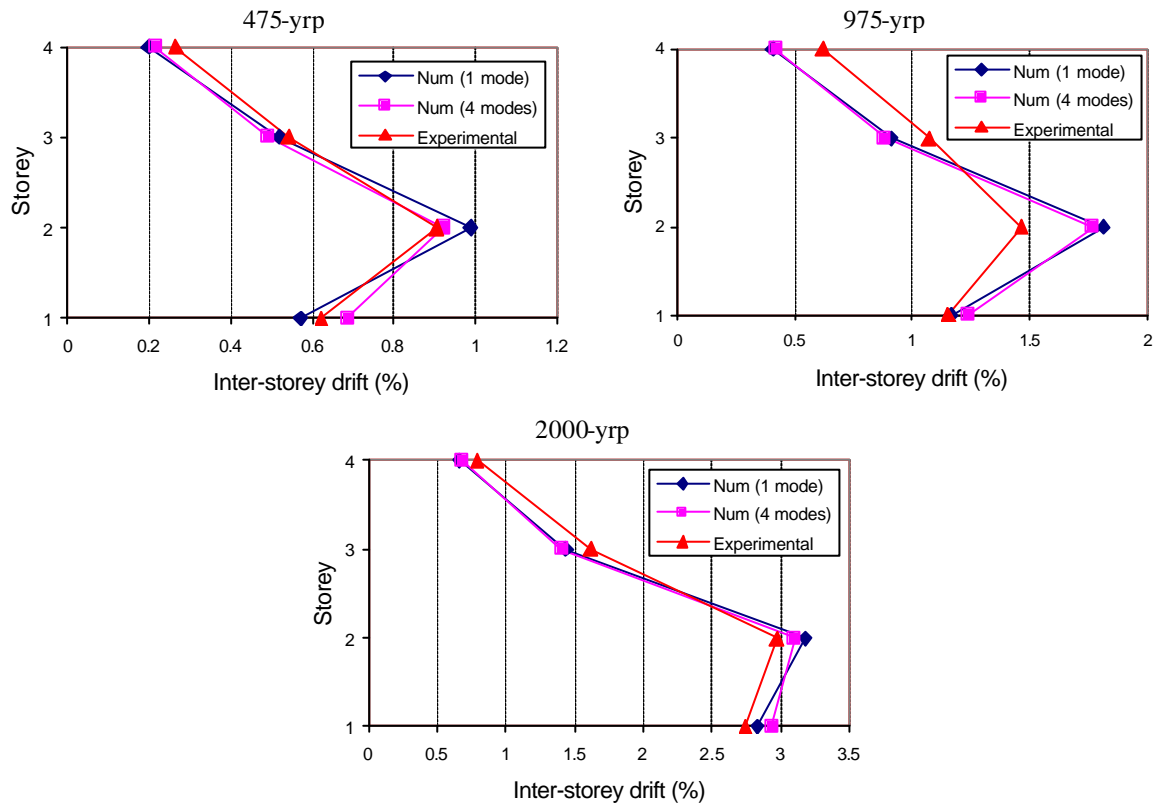 475-yrp
4
3
2
1
Storey
0
0.2
0.4
0.6
0.8
1
1.2
Inter-storey drift (%)
Num (1 mode)
Num (4 modes)
Experimental
975-yrp
4
3
2
1
Storey
0
0.5
1
1.5
2
Inter-storey drift (%)
Num (1 mode)
Num (4 modes)
Experimental
2000-yrp
4
3
2
1
Storey
0
0.5
1
1.5
2
2.5
3
3.5
Inter-storey drift (%)
Num (1 mode)
Num (4 modes)
Experimental